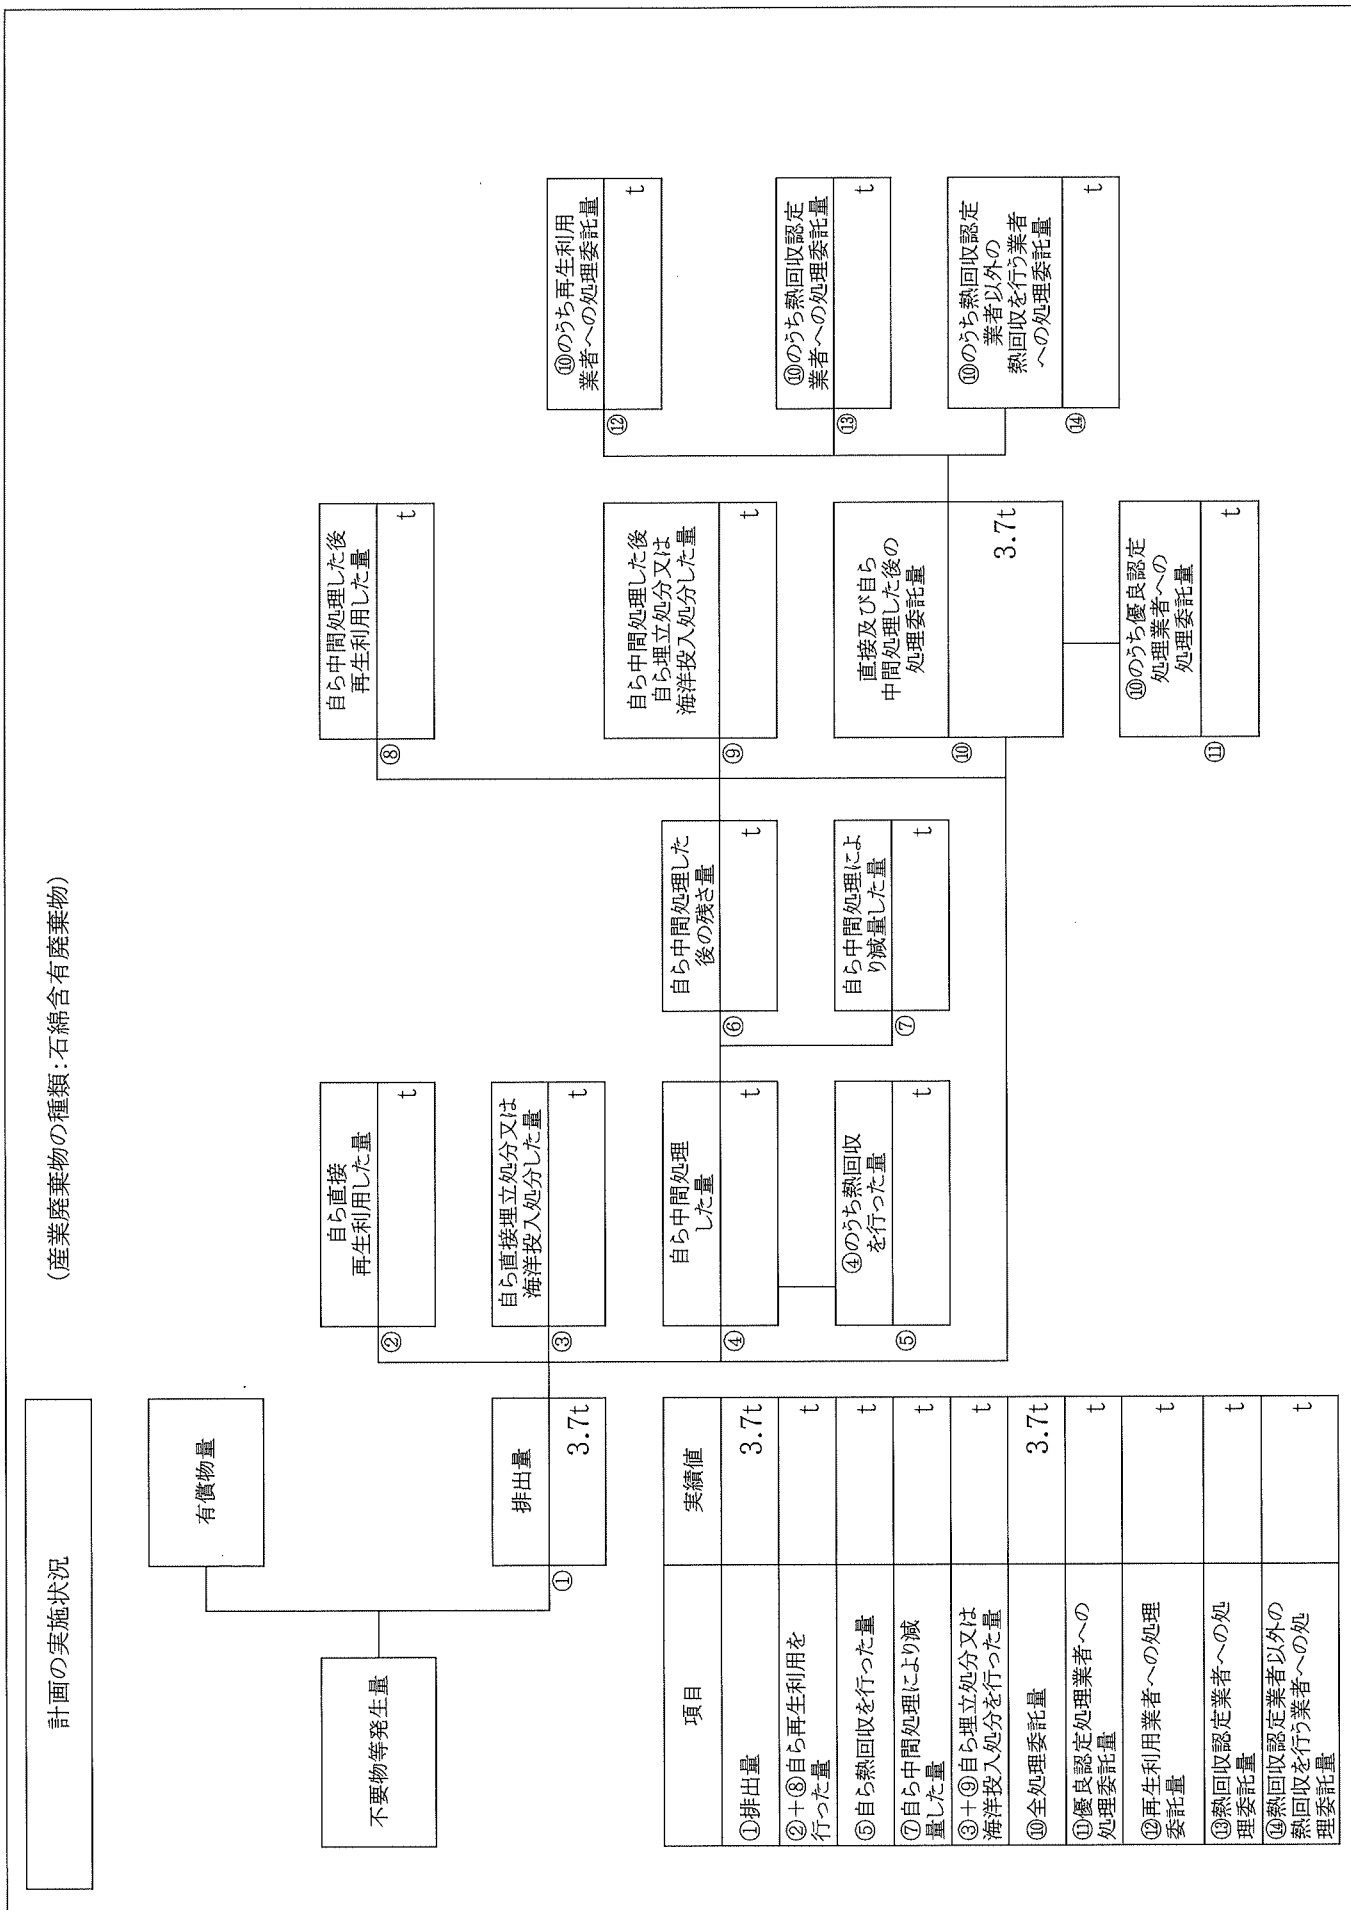 計画の実施状況
(産業廃棄物の種類:石綿含有廃棄物)
不要物等発生量
有償物量
①
排出量
3.7t
②
自ら直接
再生利用した量
t
③
自ら直接埋立処分又は
海洋投入処分した量
t
④
自ら中間処理
した量
t
⑤
④のうち熱回収
を行った量
t
⑥
自ら中間処理した
後の残さ量
t
⑦
自ら中間処理によ
り減量した量
t
⑧
自ら中間処理した後
再生利用した量
t
⑨
自ら中間処理した後
自ら埋立処分又は
海洋投入処分した量
t
⑩
直接及び自ら
中間処理した後の
処理委託量
3.7t
⑪
⑩のうち優良認定
処理業者への
処理委託量
t
⑫
⑩のうち再生利用
業者への処理委託量
t
⑬
⑩のうち熱回収認定
業者への処理委託量
t
⑭
⑩のうち熱回収認定
業者以外の
熱回収を行う業者
への処理委託量
t
項目 実績値
①排出量 3.7t
②+⑧自ら再生利用を
行った量 t
⑤自ら熱回収を行った量 t
⑦自ら中間処理により減
量した量 t
③+⑨自ら埋立処分又は
海洋投入処分を行った量 t
⑩全処理委託量 3.7t
⑪優良認定処理業者への
処理委託量 t
⑫再生利用業者への処理
委託量 t
⑬熱回収認定業者への処
理委託量 t
⑭熱回収認定業者以外の
熱回収を行う業者への処
理委託量 t